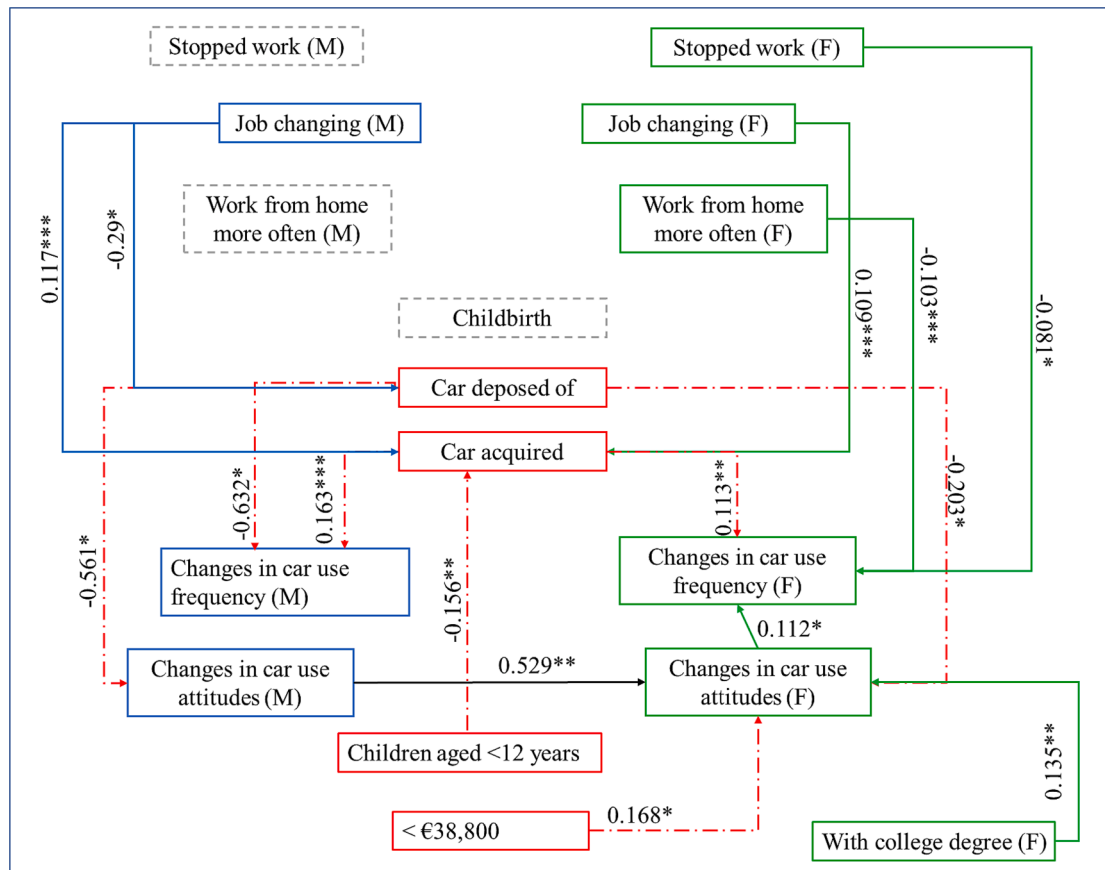 Stopped work (M)
Stopped work (F)
Job changing (M)
Job changing (F)
Work from home
more often (M)
Work from home
more often (F)
0.117***
-0.29*
0.109***
-0.103***
-0.081*
Childbirth
Car deposed of
Car acquired
-0.632*
0.163***
0.113**
-0.203*
-0.561*
-0.156**
Changes in car use
frequency (M)
Changes in car use
frequency (F)
0.112*
Changes in car use
attitudes (M)
0.529**
Changes in car use
attitudes (F)
Children aged <12 years
0.135**
< €38,800
0.168*
With college degree (F)